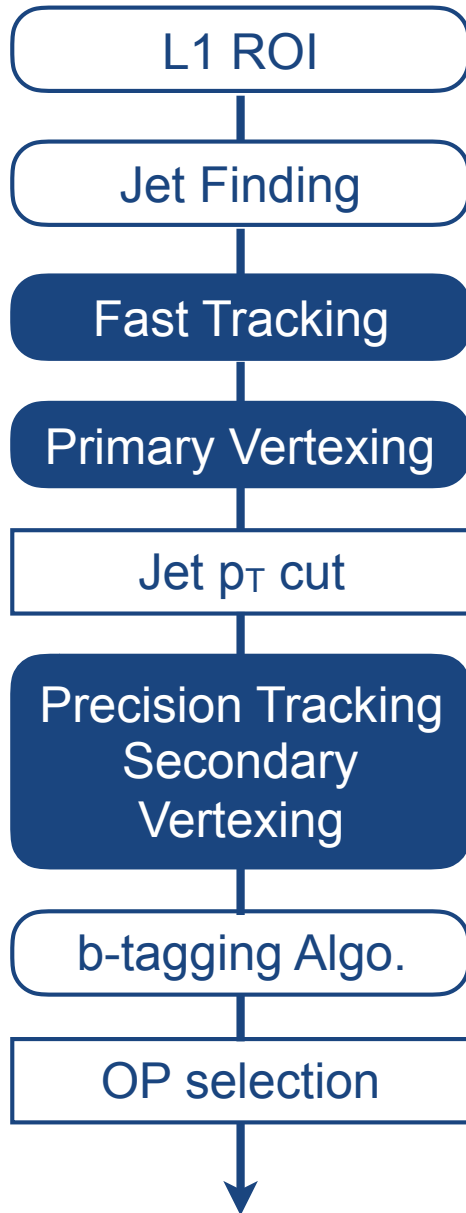 L1 ROI
Jet Finding
Fast Tracking
Primary Vertexing
Jet pT cut
Precision Tracking
Secondary
Vertexing
b-tagging Algo.
OP selection